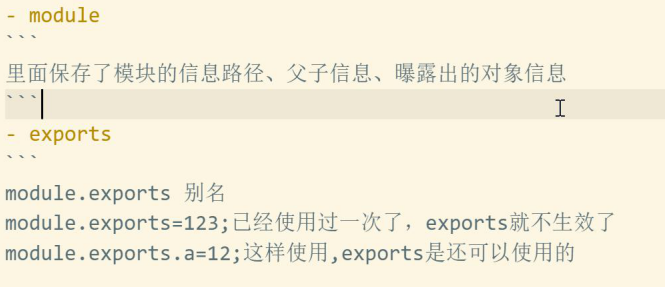 - module
```
里面保存了模块的信息路径、父子信息、曝露出的对象信息
```
- exports
```
module.exports 别名
module.exports=123;已经使用过一次了，exports就不生效了
module.exports.a=12;这样使用,exports是还可以使用的